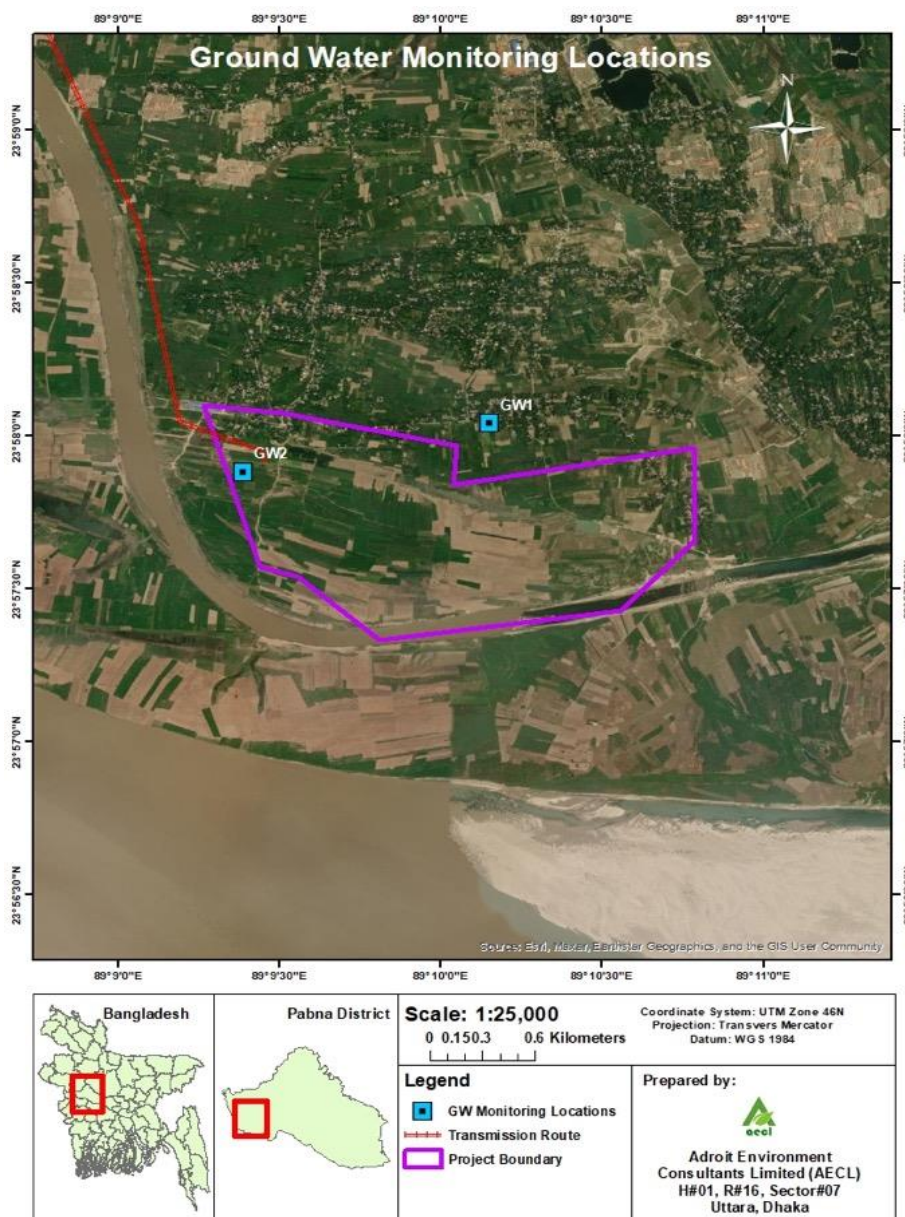 89°9'0"E 89°9'30"E 89°10'0"E 89°10'30"E 89°11'0"E
Ground Water Monitoring Locations
N
23°59'0"N
23°58'30"N
GW1
23°58'0"N
GW2
23°57'30"N
23°57'0"N
23°56'30"N
Source: Esri, Maxar, Earthstar Geographics, and the GIS User Community
89°9'0"E 89°9'30"E 89°10'0"E 89°10'30"E 89°11'0"E
Bangladesh
Pabna District
Scale: 1:25,000
0 0.150.3 0.6 Kilometers
Coordinate System: UTM Zone 46N
Projection: Transvers Mercator
Datum: WGS 1984
Legend
GW Monitoring Locations
Transmission Route
Project Boundary
Prepared by:
aecl
Adroit Environment
Consultants Limited (AECL)
H#01, R#16, Sector#07
Uttara, Dhaka